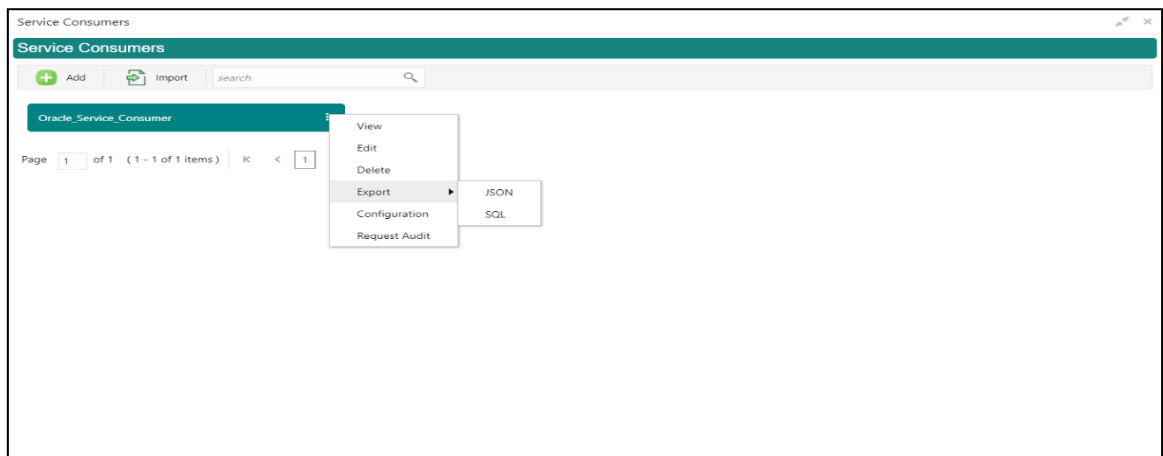 Service Consumers
Service Consumers
Add Import search
Oracle_Service_Consumer
Page 1 of 1 ( 1 - 1 of 1 items ) K < 1
View
Edit
Delete
Export JSON
Configuration SQL
Request Audit